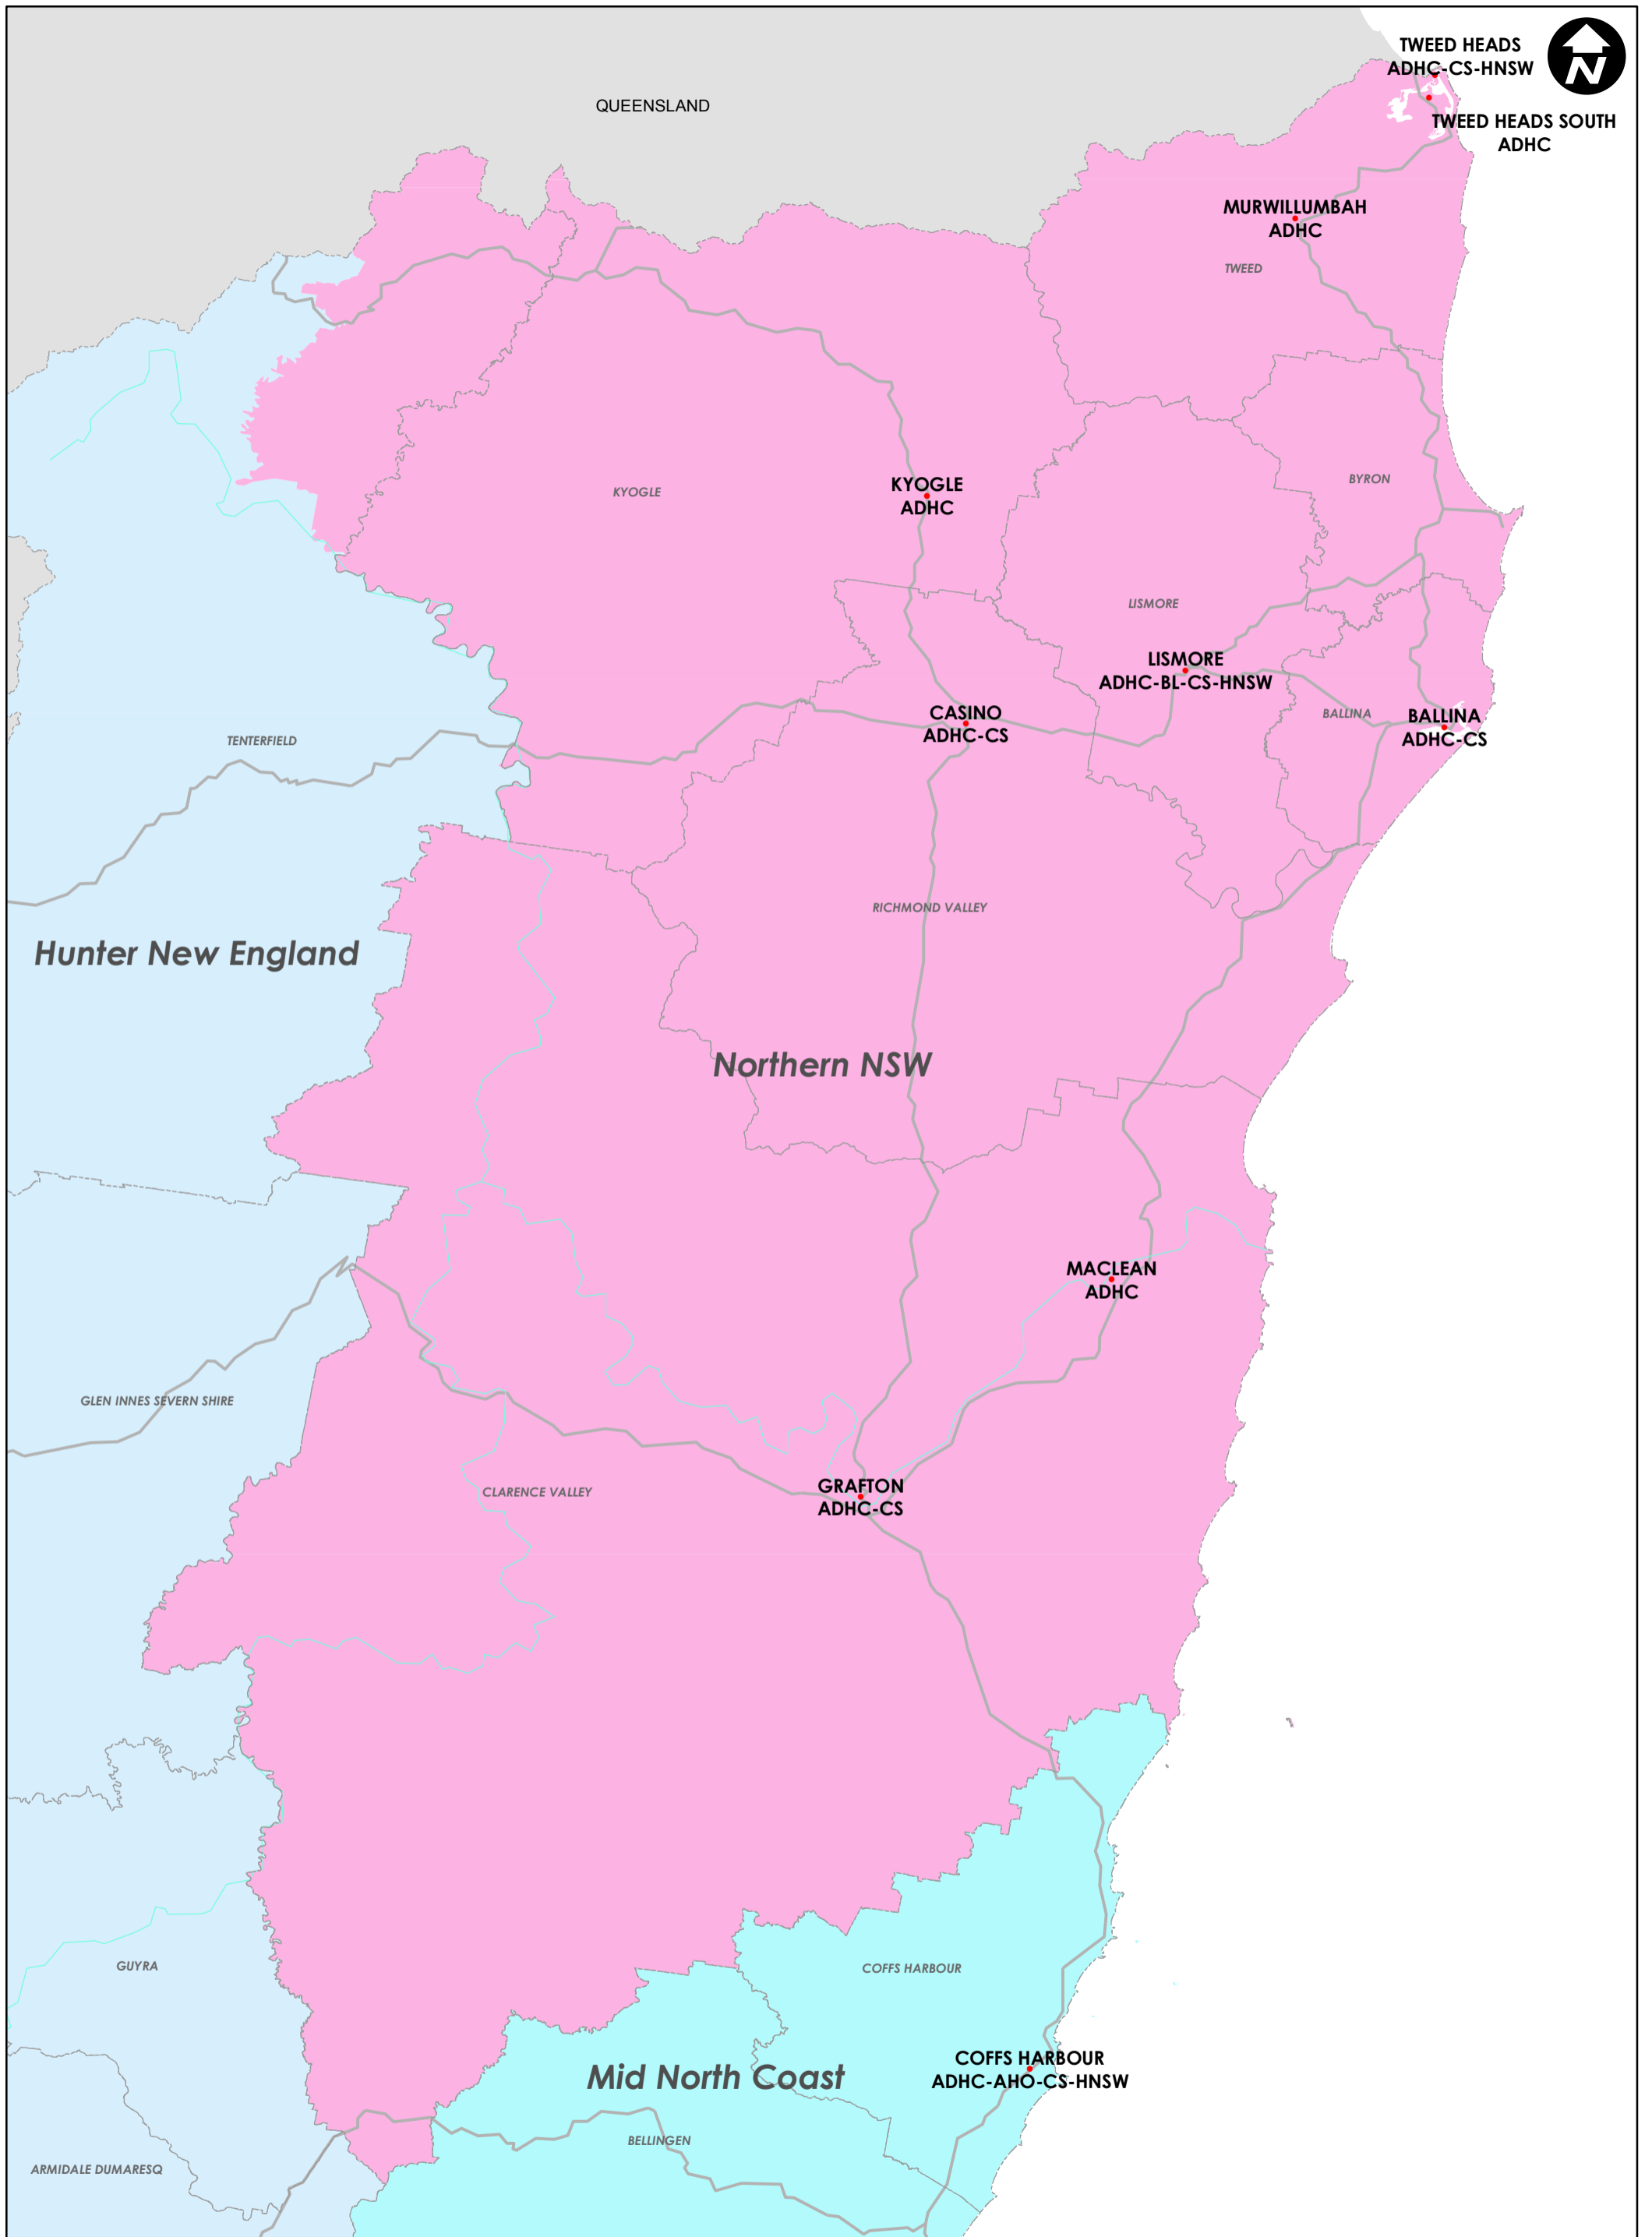 TWEED HEADS
ADHC-CS-HNSW
N
QUEENSLAND
TWEED HEADS SOUTH
ADHC
MURWILLUMBAH
ADHC
TWEED
BYRON
KYOGLE
KYOGLE
ADHC
LISMORE
LISMORE
ADHC-BL-CS-HNSW
CASINO
ADHC-CS
BALLINA
BALLINA
ADHC-CS
TENTERFIELD
RICHMOND VALLEY
Hunter New England
Northern NSW
MACLEAN
ADHC
GLEN INNES SEVERN SHIRE
CLARENCE VALLEY
GRAFTON
ADHC-CS
GUYRA
COFFS HARBOUR
COFFS HARBOUR
ADHC-AHO-CS-HNSW
Mid North Coast
BELLINGEN
ARMIDALE DUMARESQ